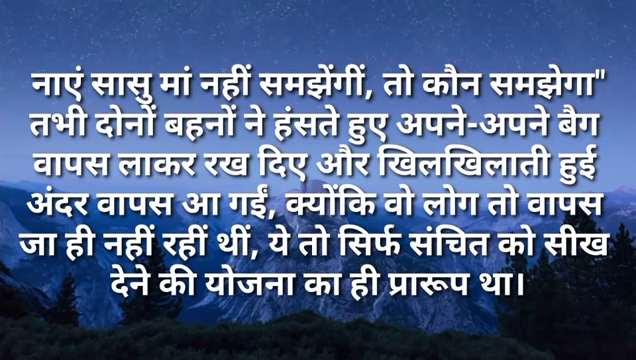 नाएं सासु मां नहीं समझेंगीं, तो कौन समझेगा"
तभी दोनों बहनों ने हंसते हुए अपने-अपने बैग
वापस लाकर रख दिए और खिलखिलाती हुई
अंदर वापस आ गईं, क्योंकि वो लोग तो वापस
जा ही नहीं रहीं थीं, ये तो सिर्फ संचित को सीख
देने की योजना का ही प्रारूप था।